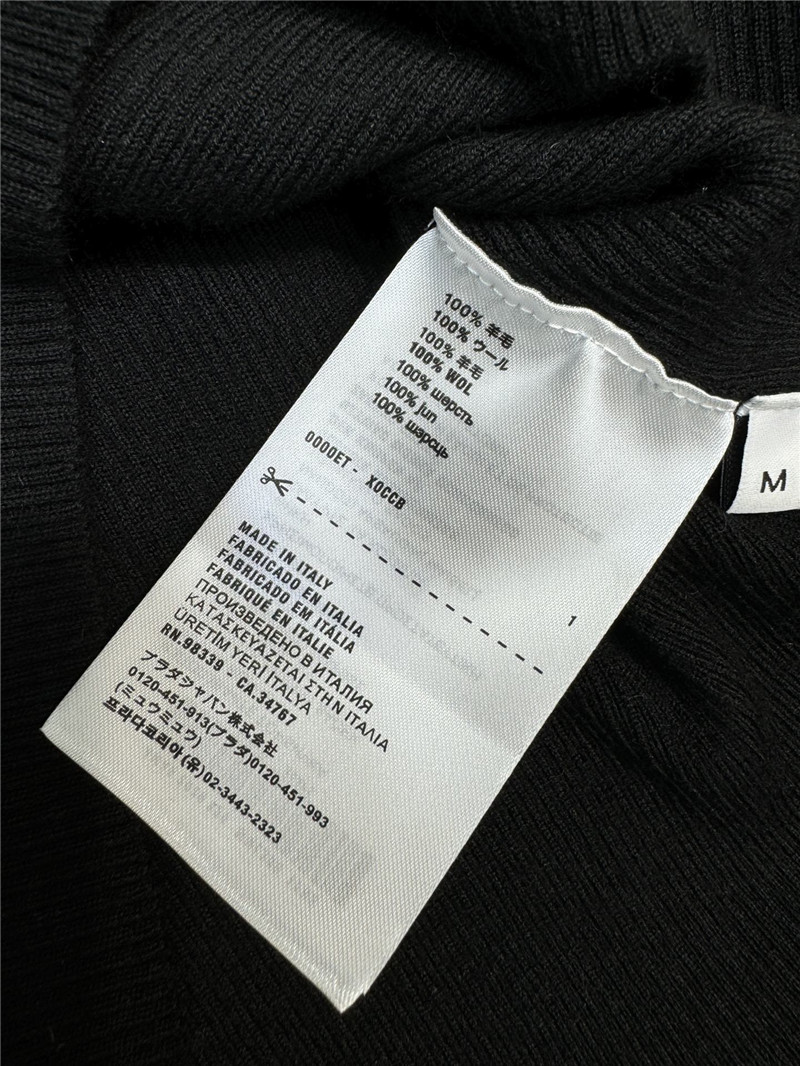 100% 羊毛
100% ウール
100% 羊毛
100% WOL
100% шерсть
100% jun
100% шэрсць
0000ET - X0CCB
1
MADE IN ITALY
FABRICADO EN ITALIA
FABRICADO EM ITÁLIA
FABRIQUÉ EN ITALIE
ПРОИЗВЕДЕНО В ИТАЛИЯ
ΚΑΤΑΣΚΕΥΑΖΕΤΑΙ ΣΤΗΝ ΙΤΑΛΙΑ
ÜRETİM YERİ İTALYA
RN.98339 - CA.34767
プラダジャパン株式会社
0120-451-913(プラダ)0120-451-993
(ミュウミュウ)
프라다코리아(유)02-3443-2323
M